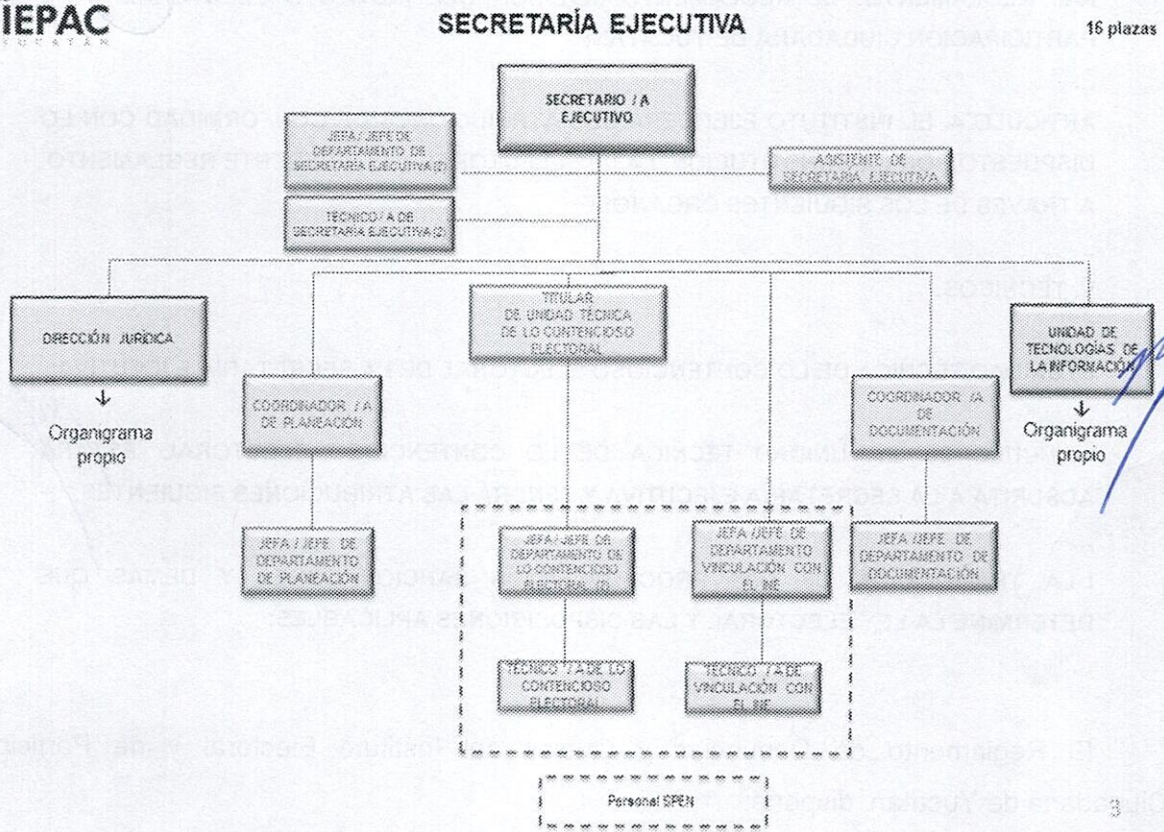 IEPAC
YUCATÁN
SECRETARÍA EJECUTIVA
16 plazas
SECRETARIO / A
EJECUTIVO
JEFA / JEFE DE
DEPARTAMENTO DE
SECRETARÍA EJECUTIVA (2)
ASISTENTE DE
SECRETARÍA EJECUTIVA
TÉCNICO / A DE
SECRETARÍA EJECUTIVA (2)
DIRECCIÓN JURÍDICA
Organigrama
propio
TITULAR
DE UNIDAD TÉCNICA
DE LO CONTENCIOSO
ELECTORAL
UNIDAD DE
TECNOLOGÍAS DE
LA INFORMACIÓN
Organigrama
propio
COORDINADOR / A
DE PLANEACIÓN
COORDINADOR / A
DE
DOCUMENTACIÓN
JEFA / JEFE DE
DEPARTAMENTO
DE PLANEACIÓN
JEFA / JEFE DE
DEPARTAMENTO DE
LO CONTENCIOSO
ELECTORAL
JEFA / JEFE DE
DEPARTAMENTO
VINCULACIÓN CON
EL INE
JEFA / JEFE DE
DEPARTAMENTO DE
DOCUMENTACIÓN
TÉCNICO / A DE LO
CONTENCIOSO
ELECTORAL
TÉCNICO / A DE
VINCULACIÓN CON
EL INE
Personal SPEN
3